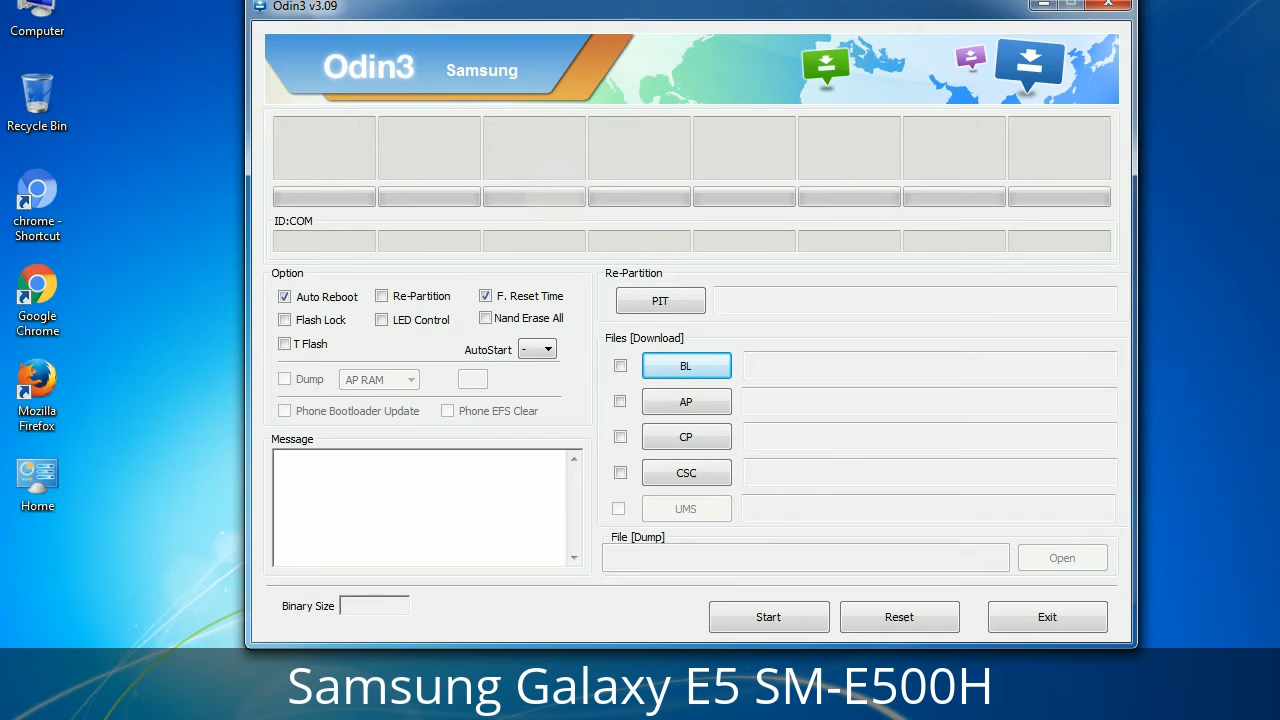 Odin3 v3.09
Computer
Recycle Bin
chrome -
Shortcut
Google
Chrome
Mozilla
Firefox
Home
Odin3 Samsung
ID:COM
Option
Auto Reboot Re-Partition F. Reset Time
Flash Lock LED Control Nand Erase All
T Flash AutoStart -
Dump AP RAM
Phone Bootloader Update Phone EFS Clear
Message
Re-Partition
PIT
Files [Download]
BL
AP
CP
CSC
UMS
File [Dump]
Open
Binary Size Start Reset Exit
Samsung Galaxy E5 SM-E500H